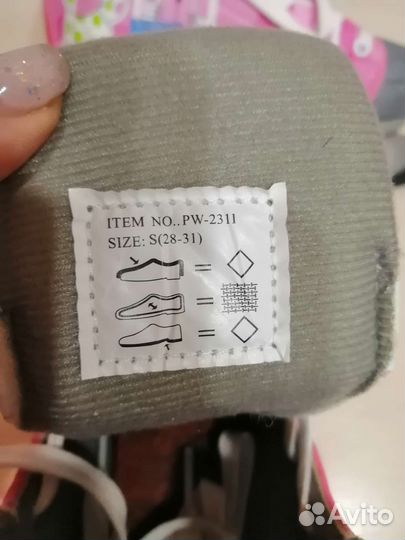 ITEM NO..PW-2311
SIZE: S(28-31)
=
=
=
Avito